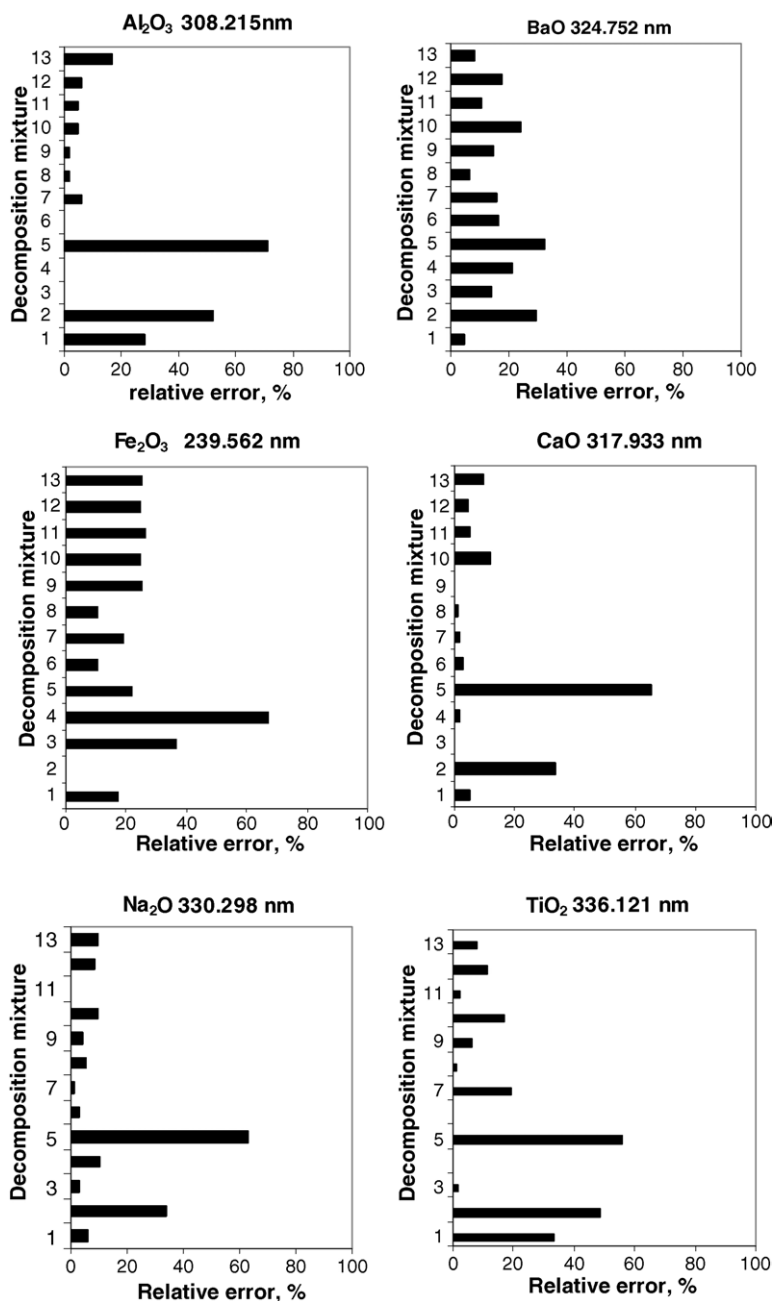 Al₂O₃ 308.215nm
Decomposition mixture
13
12
11
10
9
8
7
6
5
4
3
2
1
0 20 40 60 80 100
relative error, %
BaO 324.752 nm
Decomposition mixture
13
12
11
10
9
8
7
6
5
4
3
2
1
0 20 40 60 80 100
Relative error, %
Fe₂O₃ 239.562 nm
Decomposition mixture
13
12
11
10
9
8
7
6
5
4
3
2
1
0 20 40 60 80 100
Relative error, %
CaO 317.933 nm
Decomposition mixture
13
12
11
10
9
8
7
6
5
4
3
2
1
0 20 40 60 80 100
Relative error, %
Na₂O 330.298 nm
Decomposition mixture
13
11
9
7
5
3
1
0 20 40 60 80 100
Relative error, %
TiO₂ 336.121 nm
Decomposition mixture
13
11
9
7
5
3
1
0 20 40 60 80 100
Relative error, %